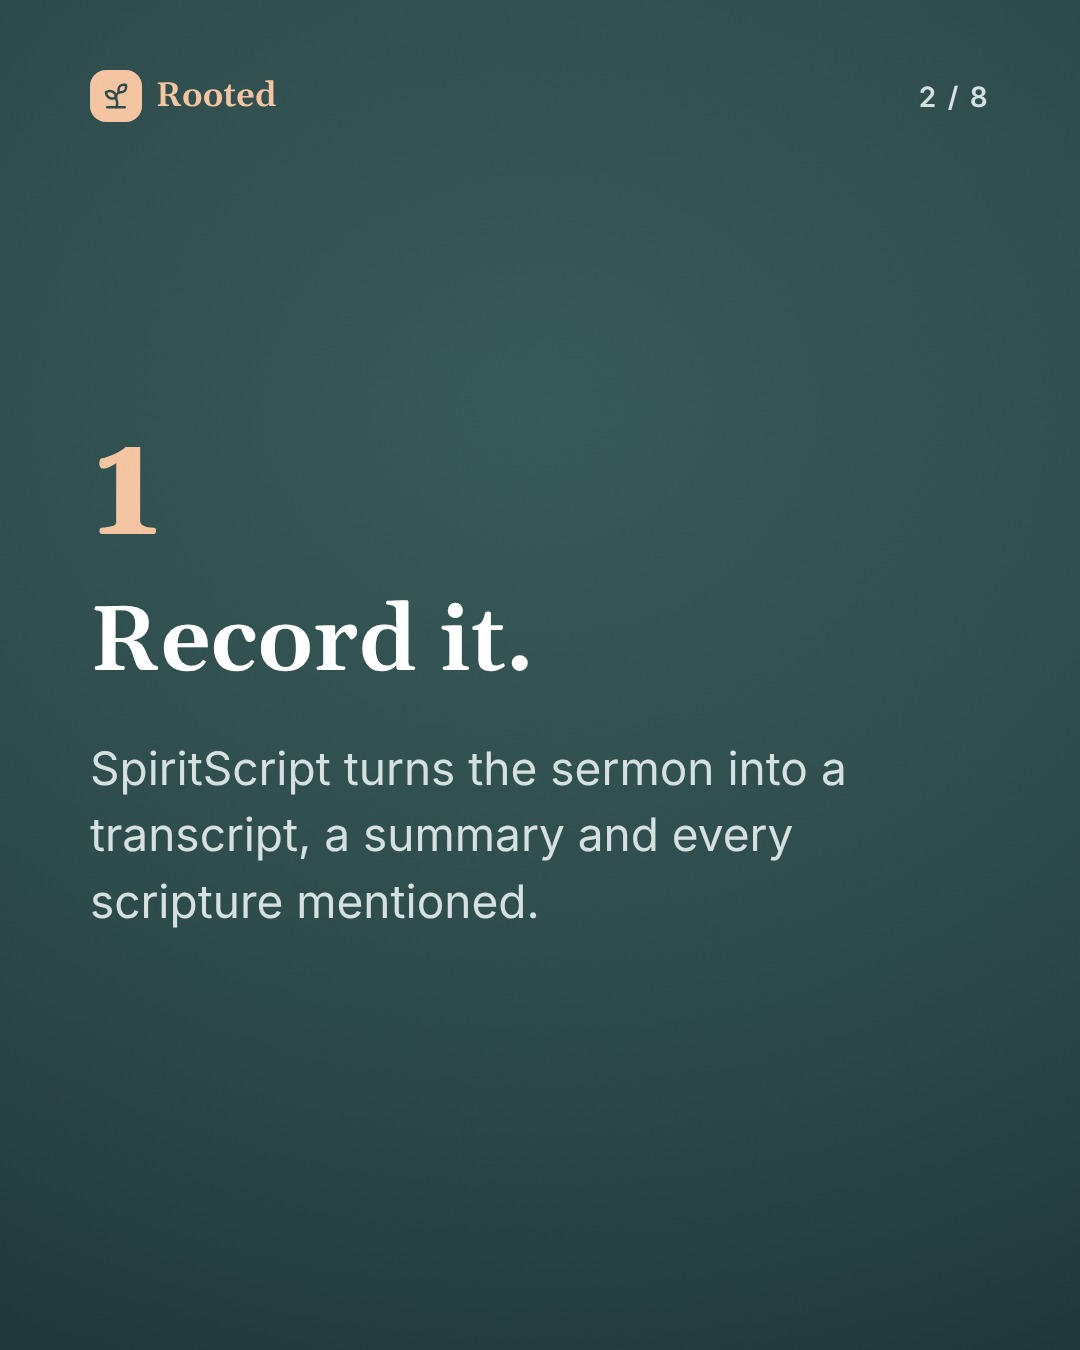 Rooted
2 / 8
1
Record it.
SpiritScript turns the sermon into a
transcript, a summary and every
scripture mentioned.